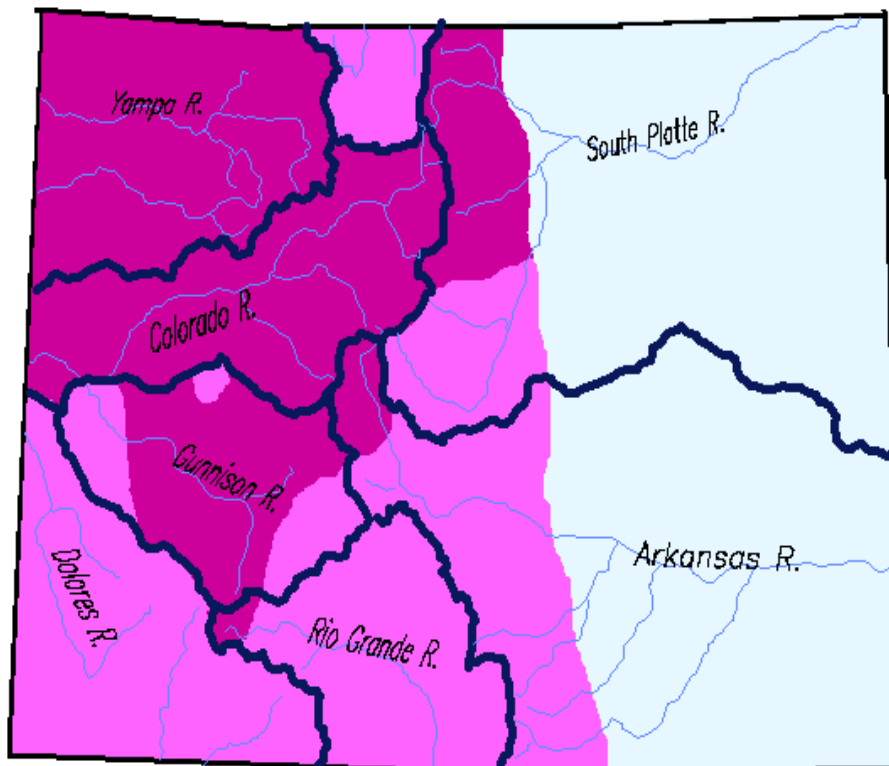 Yampa R.
South Platte R.
Colorado R.
Gunnison R.
Arkansas R.
Dolores R.
Rio Grande R.